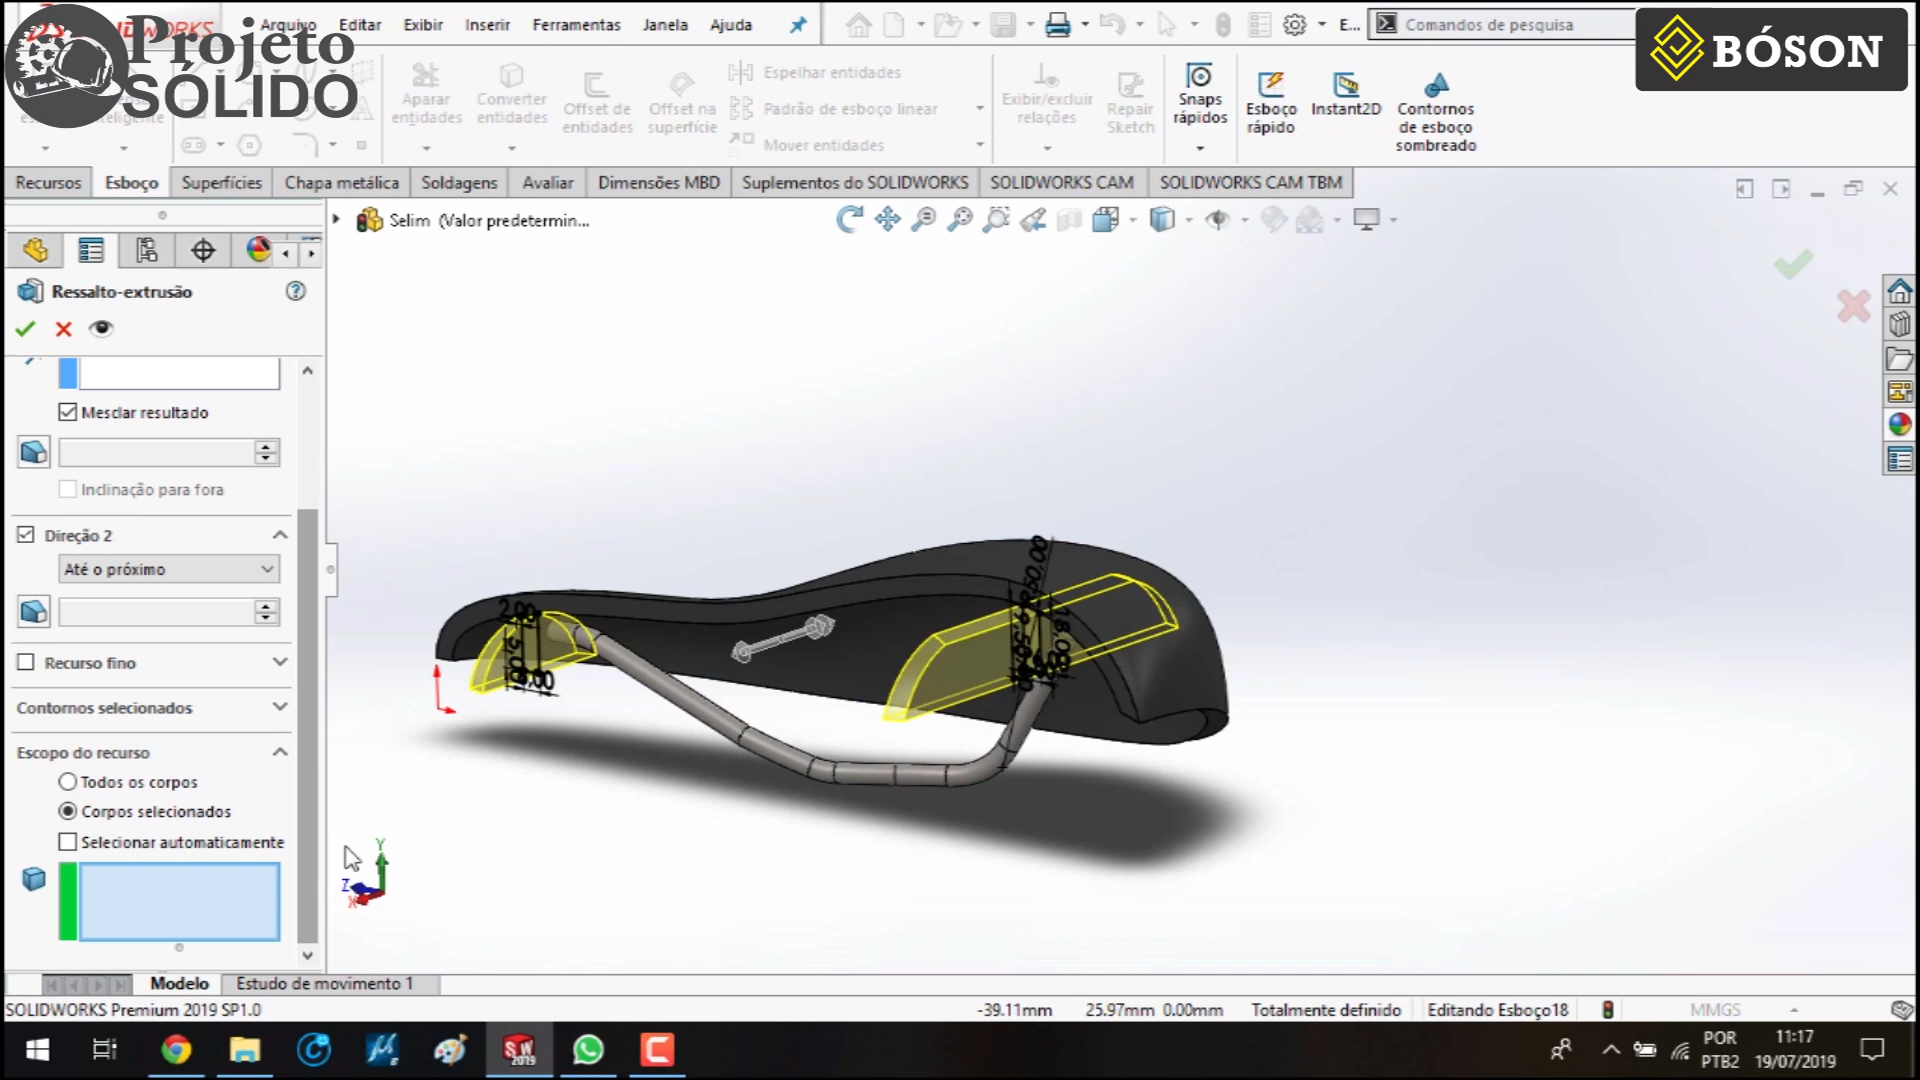 Projeto
SÓLIDO
BÓSON
Arquivo Editar Exibir Inserir Ferramentas Janela Ajuda
E...
Comandos de pesquisa
Aparar entidades
Converter entidades
Offset de entidades
Offset na superfície
Espelhar entidades
Padrão de esboço linear
Mover entidades
Exibir/excluir relações
Repair Sketch
Snaps rápidos
Esboço rápido
Instant2D
Contornos de esboço sombreado
Recursos Esboço Superfícies Chapa metálica Soldagens Avaliar Dimensões MBD Suplementos do SOLIDWORKS SOLIDWORKS CAM SOLIDWORKS CAM TBM
Selim (Valor predetermin...
Ressalto-extrusão
Mesclar resultado
Inclinação para fora
Direção 2
Até o próximo
Recurso fino
Contornos selecionados
Escopo do recurso
Todos os corpos
Corpos selecionados
Selecionar automaticamente
Y
Z
X
Modelo Estudo de movimento 1
SOLIDWORKS Premium 2019 SP1.0
-39.11mm 25.97mm 0.00mm Totalmente definido Editando Esboço18 MMGS
POR
PTB2
11:17
19/07/2019